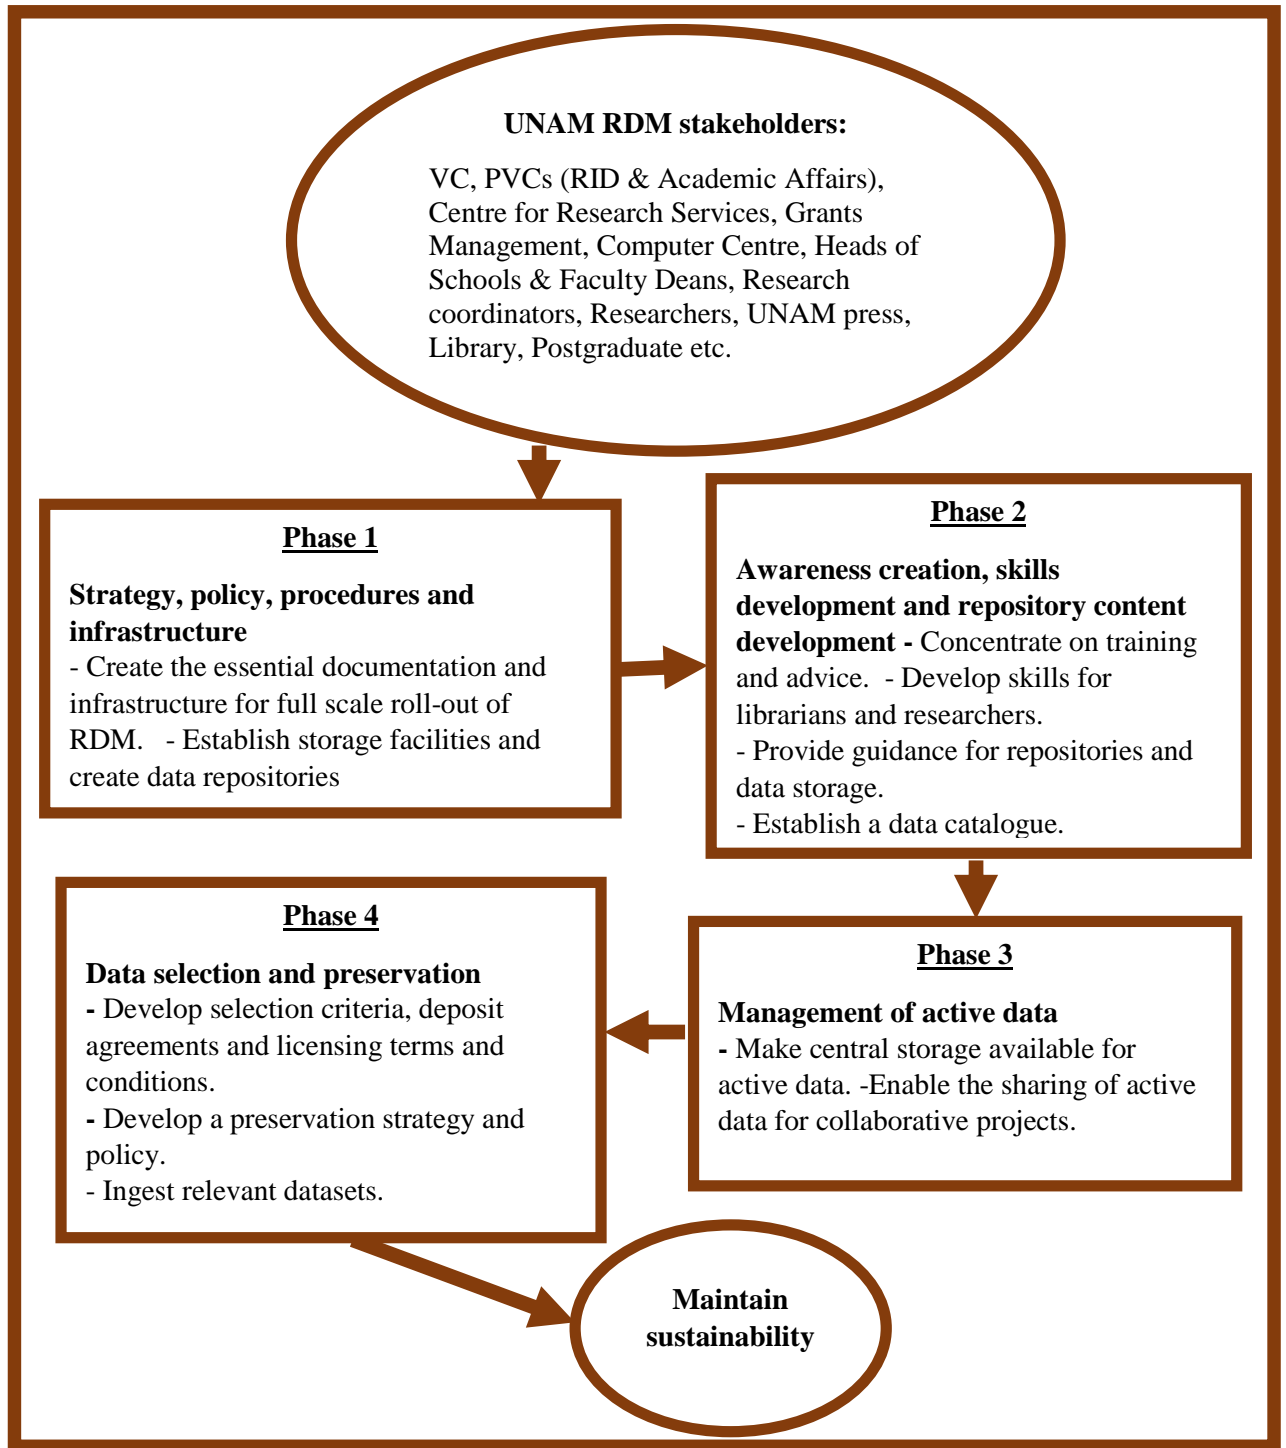 UNAM RDM stakeholders:
VC, PVCs (RID & Academic Affairs),
Centre for Research Services, Grants
Management, Computer Centre, Heads of
Schools & Faculty Deans, Research
coordinators, Researchers, UNAM press,
Library, Postgraduate etc.
Phase 1
Strategy, policy, procedures and
infrastructure
- Create the essential documentation and
infrastructure for full scale roll-out of
RDM.   - Establish storage facilities and
create data repositories
Phase 2
Awareness creation, skills
development and repository content
development - Concentrate on training
and advice.  - Develop skills for
librarians and researchers.
- Provide guidance for repositories and
data storage.
- Establish a data catalogue.
Phase 3
Management of active data
- Make central storage available for
active data. -Enable the sharing of active
data for collaborative projects.
Phase 4
Data selection and preservation
- Develop selection criteria, deposit
agreements and licensing terms and
conditions.
- Develop a preservation strategy and
policy.
- Ingest relevant datasets.
Maintain
sustainability